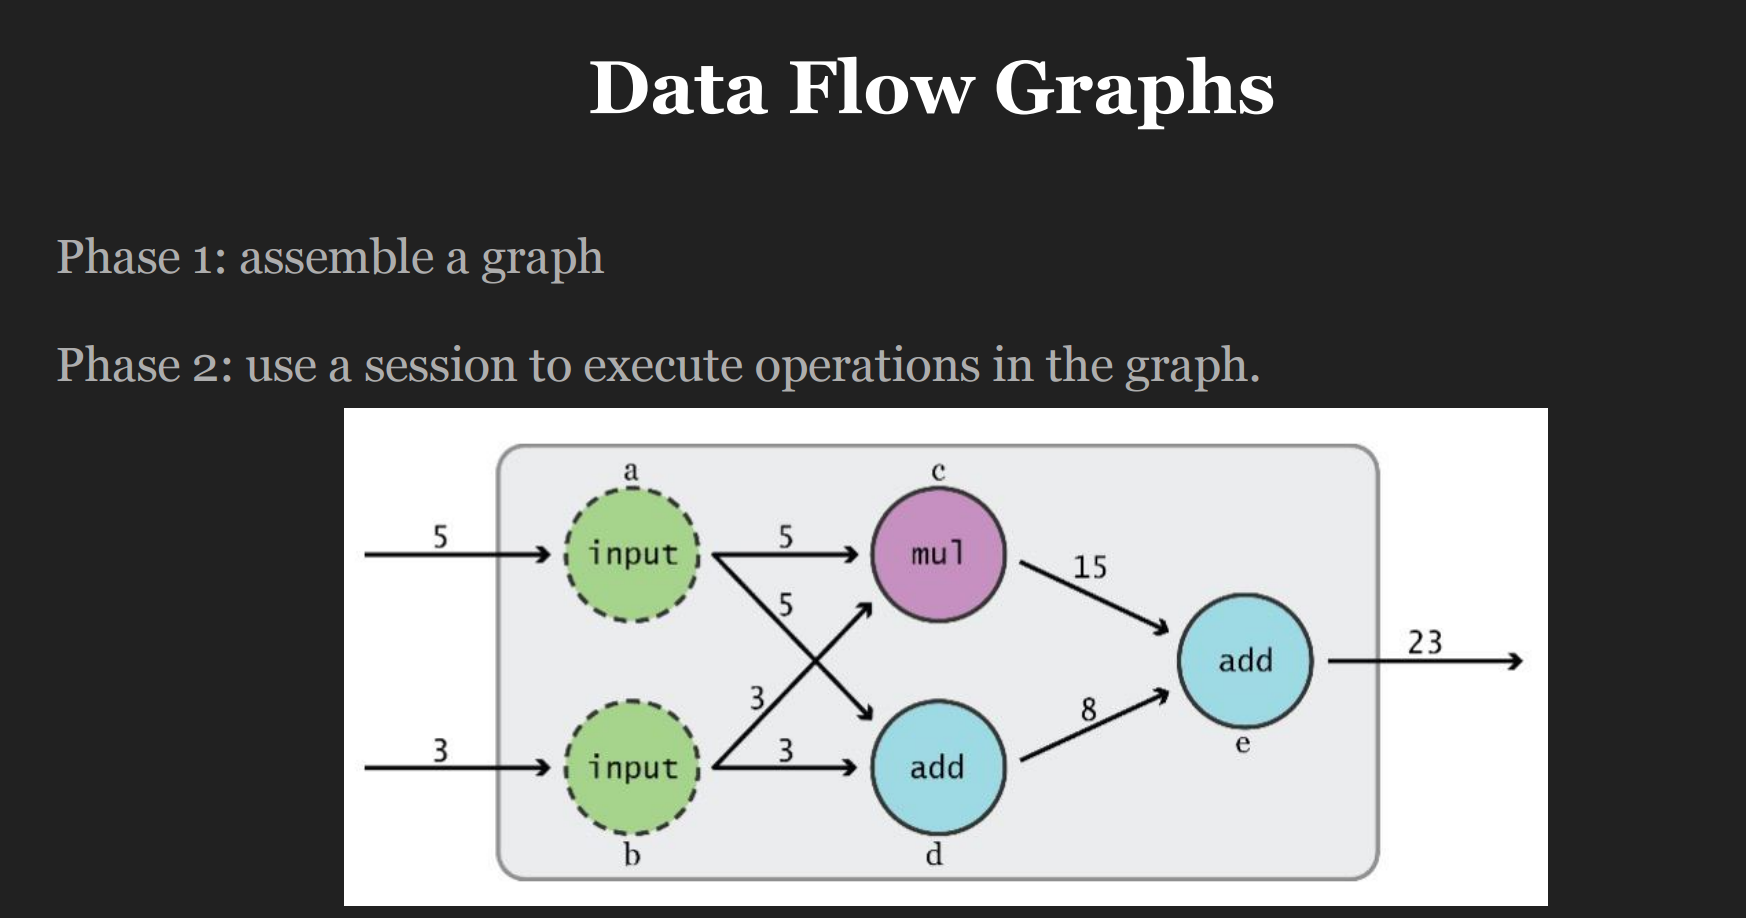 Data Flow Graphs
Phase 1: assemble a graph
Phase 2: use a session to execute operations in the graph.
a
c
5
input
5
mul
15
5
add
23
3
8
e
3
input
3
add
b
d